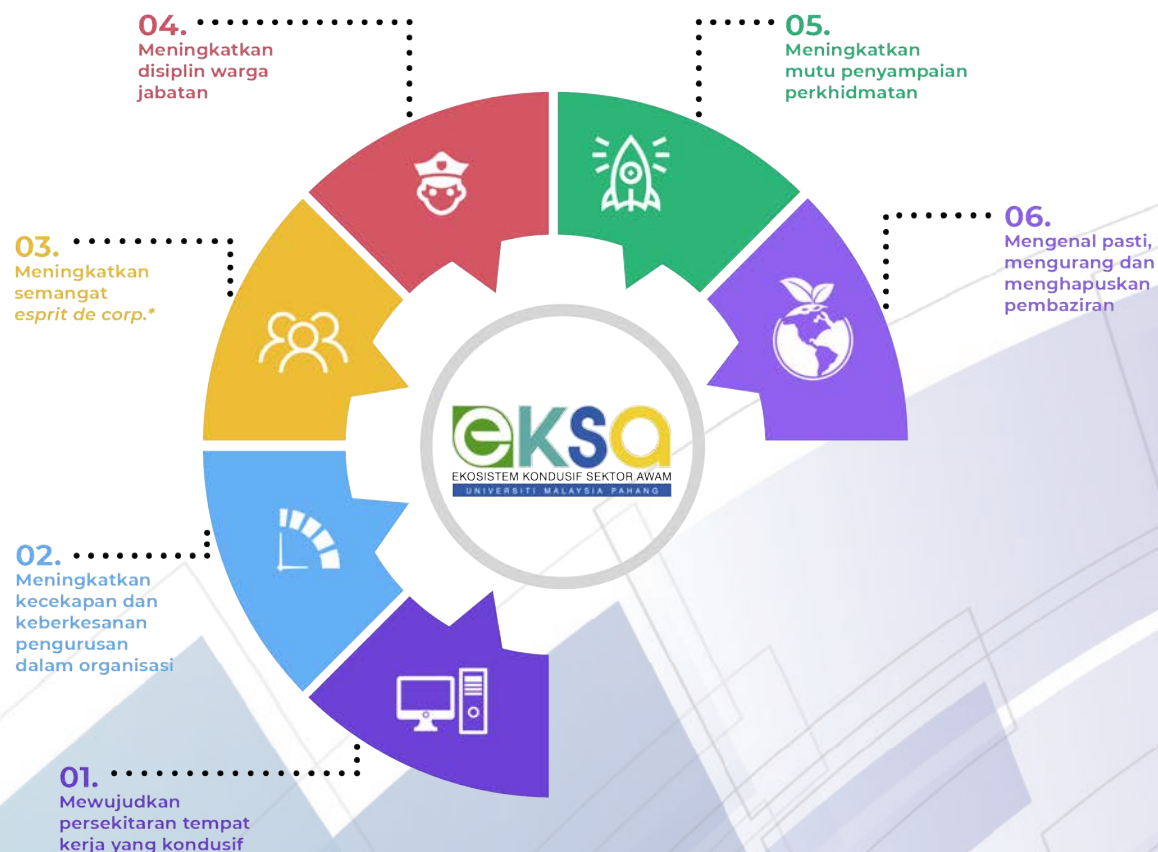 04.
Meningkatkan
disiplin warga
jabatan
05.
Meningkatkan
mutu penyampaian
perkhidmatan
03.
Meningkatkan
semangat
esprit de corp.*
06.
Mengenal pasti,
mengurang dan
menghapuskan
pembaziran
eksa
EKOSISTEM KONDUSIF SEKTOR AWAM
UNIVERSITI MALAYSIA PAHANG
02.
Meningkatkan
kecekapan dan
keberkesanan
pengurusan
dalam organisasi
01.
Mewujudkan
persekitaran tempat
kerja yang kondusif